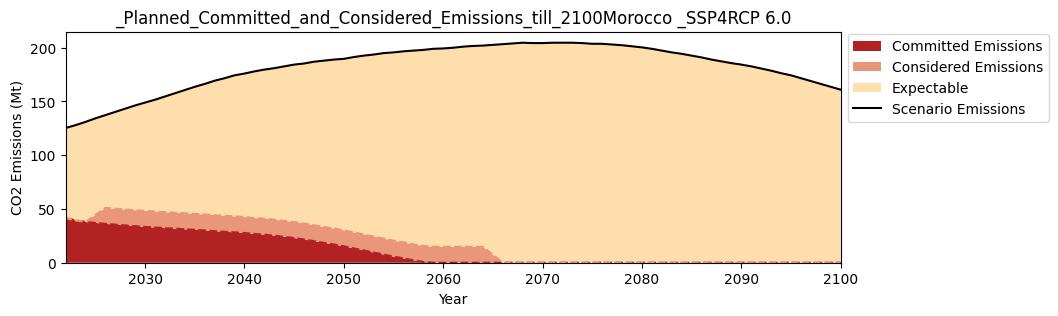 _Planned_Committed_and_Considered_Emissions_till_2100Morocco _SSP4RCP 6.0
CO2 Emissions (Mt)
200
150
100
50
0
2030
2040
2050
2060
2070
2080
2090
2100
Year
Committed Emissions
Considered Emissions
Expectable
Scenario Emissions